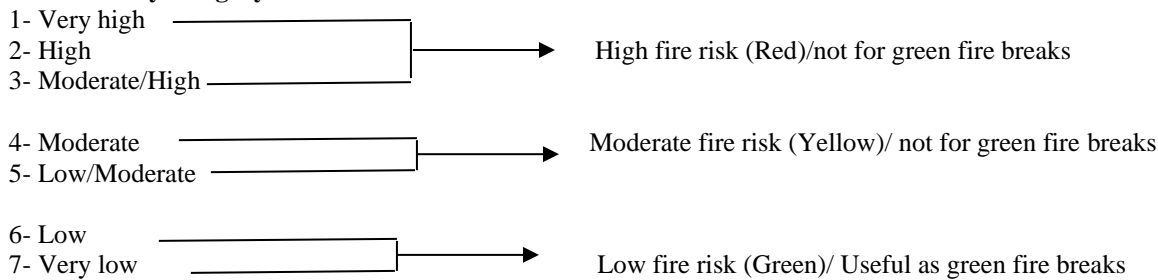 1- Very high
2- High
High fire risk (Red)/not for green fire breaks
3- Moderate/High
4- Moderate
Moderate fire risk (Yellow)/ not for green fire breaks
5- Low/Moderate
6- Low
7- Very low
Low fire risk (Green)/ Useful as green fire breaks